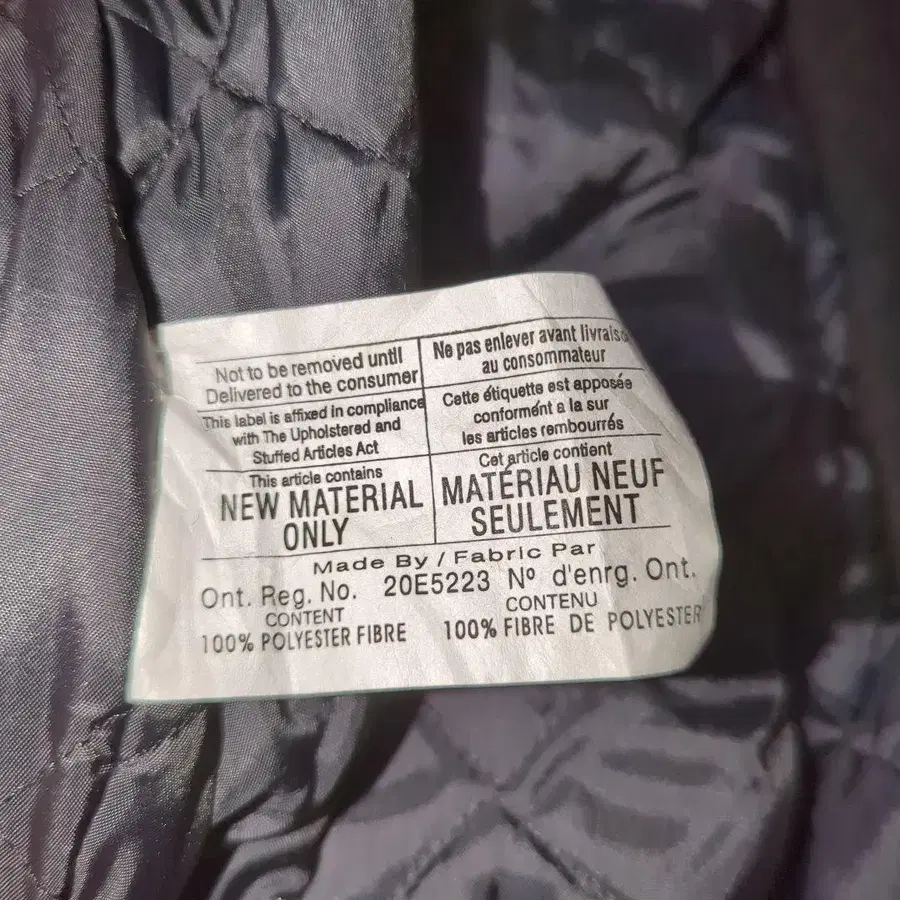 Not to be removed until
Delivered to the consumer
Ne pas enlever avant
au consommateur
This label is affixed in compliance
with The Upholstered and
Stuffed Articles Act
Cette étiquette est apposée
conformént a la sur
les articles rembourrés
This article contains
NEW MATERIAL
ONLY
Cet article contient
MATÉRIAU NEUF
SEULEMENT
Made By / Fabric Par
Ont. Reg. No. 20E5223 Nº d'enrg. Ont.
CONTENT
100% POLYESTER FIBRE
CONTENU
100% FIBRE DE POLYESTER